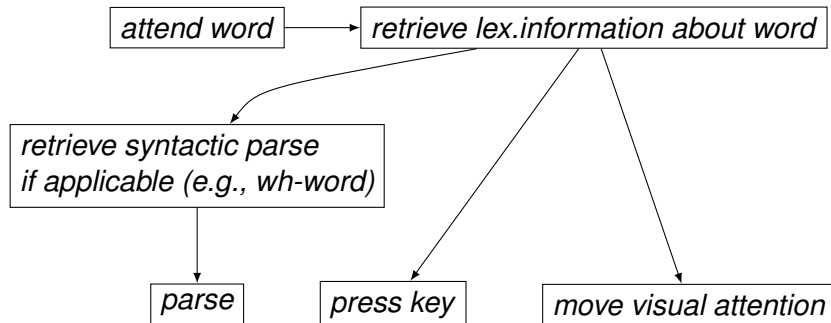 attend word
retrieve lex.information about word
retrieve syntactic parse
if applicable (e.g., wh-word)
parse
press key
move visual attention